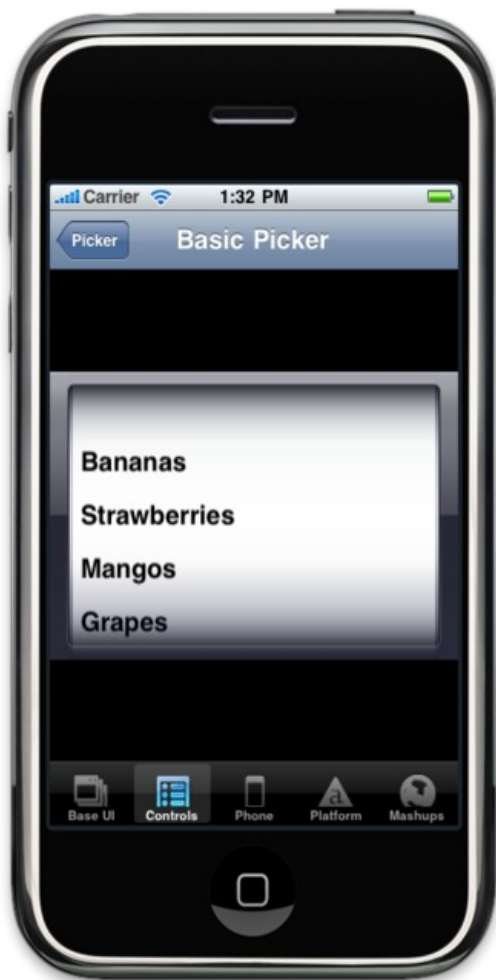 Carrier 1:32 PM
Picker Basic Picker
Bananas
Strawberries
Mangos
Grapes
Base UI Controls Phone Platform Mashups